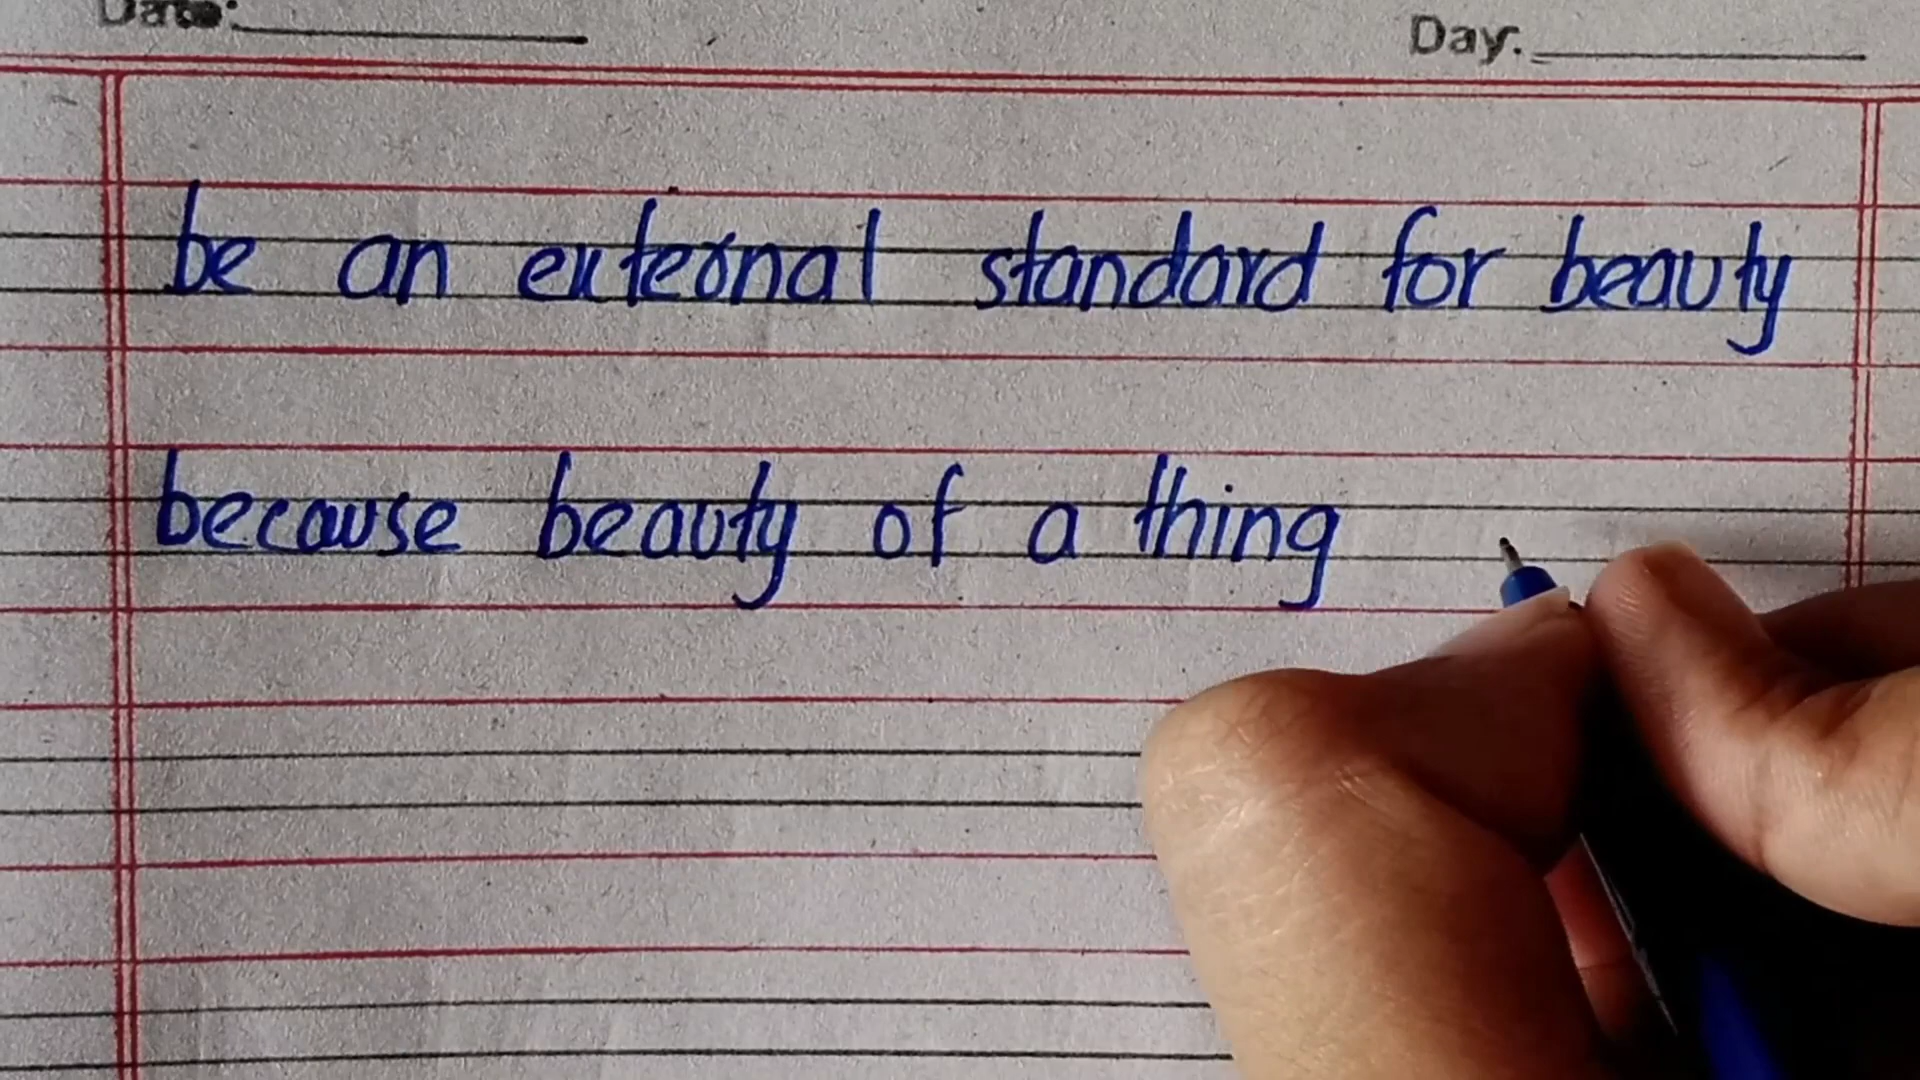 Date: Day:
be an external standard for beauty
because beauty of a thing